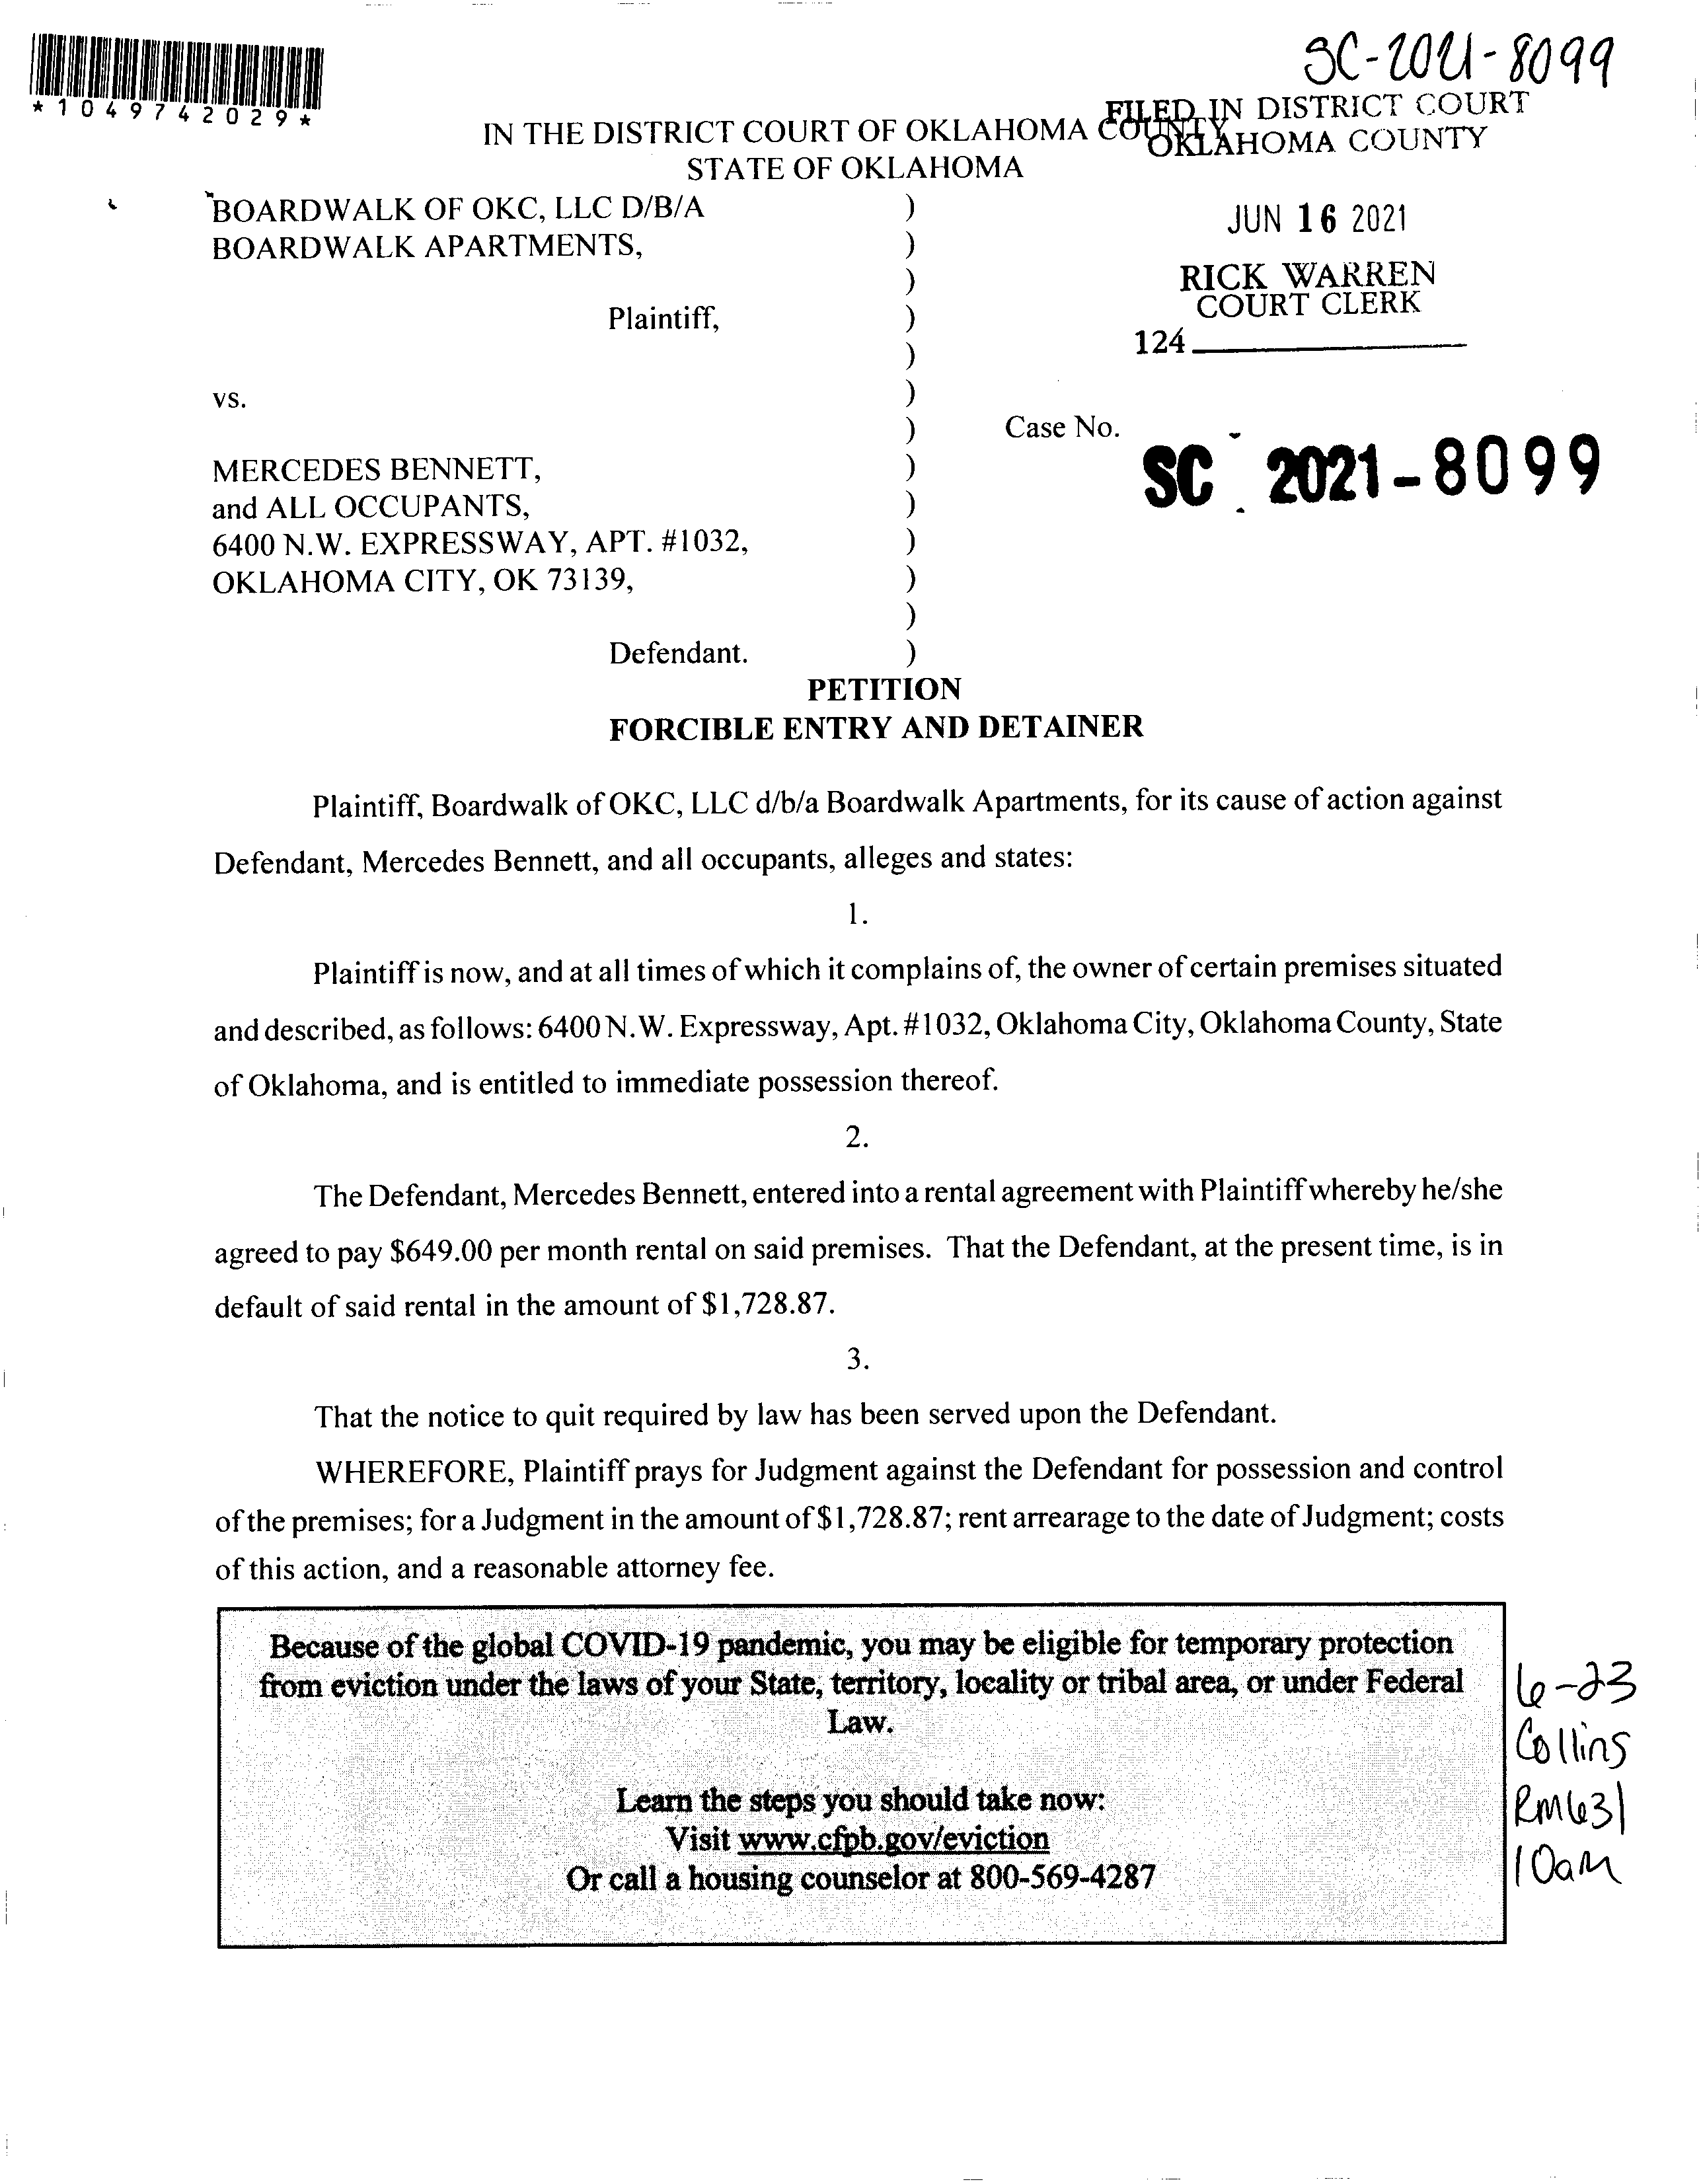 SC-2021-8099
*1049742029*
FILED IN DISTRICT COURT
OKLAHOMA COUNTY
IN THE DISTRICT COURT OF OKLAHOMA COUNTY
STATE OF OKLAHOMA
BOARDWALK OF OKC, LLC D/B/A )
BOARDWALK APARTMENTS, )
)
Plaintiff, )
)
vs. )
)
MERCEDES BENNETT, )
and ALL OCCUPANTS, )
6400 N.W. EXPRESSWAY, APT. #1032, )
OKLAHOMA CITY, OK 73139, )
)
Defendant. )
JUN 16 2021
RICK WARREN
COURT CLERK
124
Case No.
SC 2021-8099
PETITION
FORCIBLE ENTRY AND DETAINER
Plaintiff, Boardwalk of OKC, LLC d/b/a Boardwalk Apartments, for its cause of action against
Defendant, Mercedes Bennett, and all occupants, alleges and states:
1.
Plaintiff is now, and at all times of which it complains of, the owner of certain premises situated
and described, as follows: 6400 N.W. Expressway, Apt. #1032, Oklahoma City, Oklahoma County, State
of Oklahoma, and is entitled to immediate possession thereof.
2.
The Defendant, Mercedes Bennett, entered into a rental agreement with Plaintiff whereby he/she
agreed to pay $649.00 per month rental on said premises. That the Defendant, at the present time, is in
default of said rental in the amount of $1,728.87.
3.
That the notice to quit required by law has been served upon the Defendant.
WHEREFORE, Plaintiff prays for Judgment against the Defendant for possession and control
of the premises; for a Judgment in the amount of $1,728.87; rent arrearage to the date of Judgment; costs
of this action, and a reasonable attorney fee.
Because of the global COVID-19 pandemic, you may be eligible for temporary protection
from eviction under the laws of your State, territory, locality or tribal area, or under Federal
Law.
Learn the steps you should take now:
Visit www.cfpb.gov/eviction
Or call a housing counselor at 800-569-4287
6-23
Collins
Rm631
10am